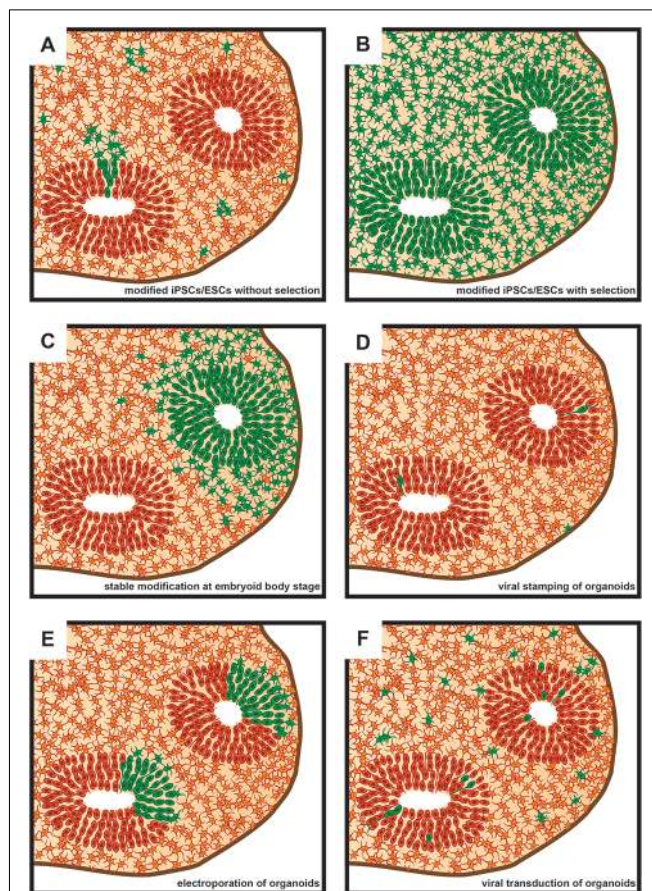 A
B
modified iPSCs/ESCs without selection
modified iPSCs/ESCs with selection
C
D
stable modification at embryoid body stage
viral stamping of organoids
E
F
electroporation of organoids
viral transduction of organoids